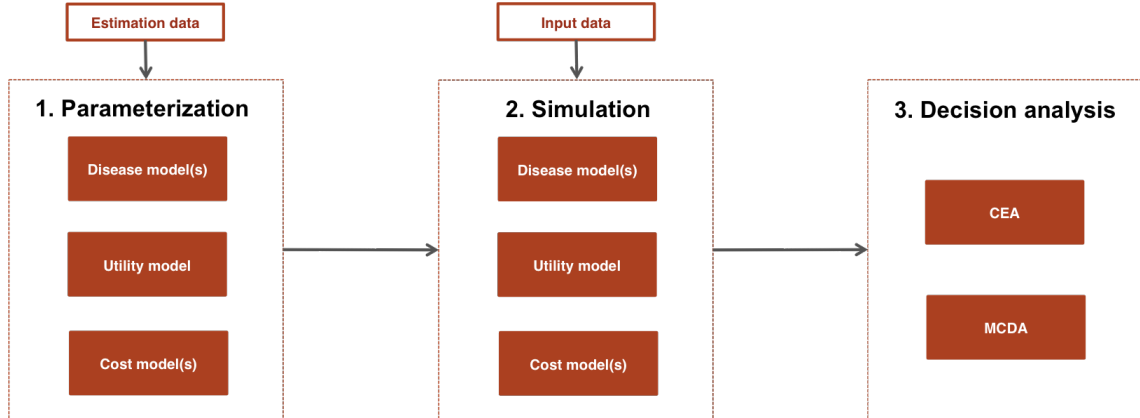 Estimation data
Input data
1. Parameterization
Disease model(s)
Utility model
Cost model(s)
2. Simulation
Disease model(s)
Utility model
Cost model(s)
3. Decision analysis
CEA
MCDA